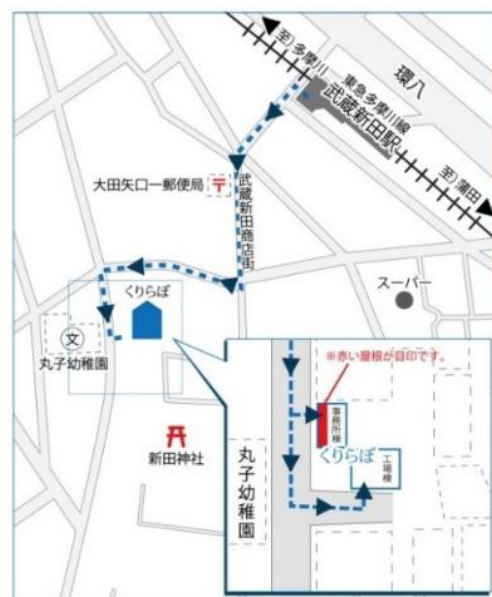 至)多摩川
東急多摩川線
武蔵新田駅
環八
至)蒲田
大田矢口一郵便局
〒
武蔵新田商店街
くりらぼ
スーパー
文
丸子幼稚園
新田神社
※赤い屋根が目印です。
事務所棟
くりらぼ
工場棟
丸子幼稚園